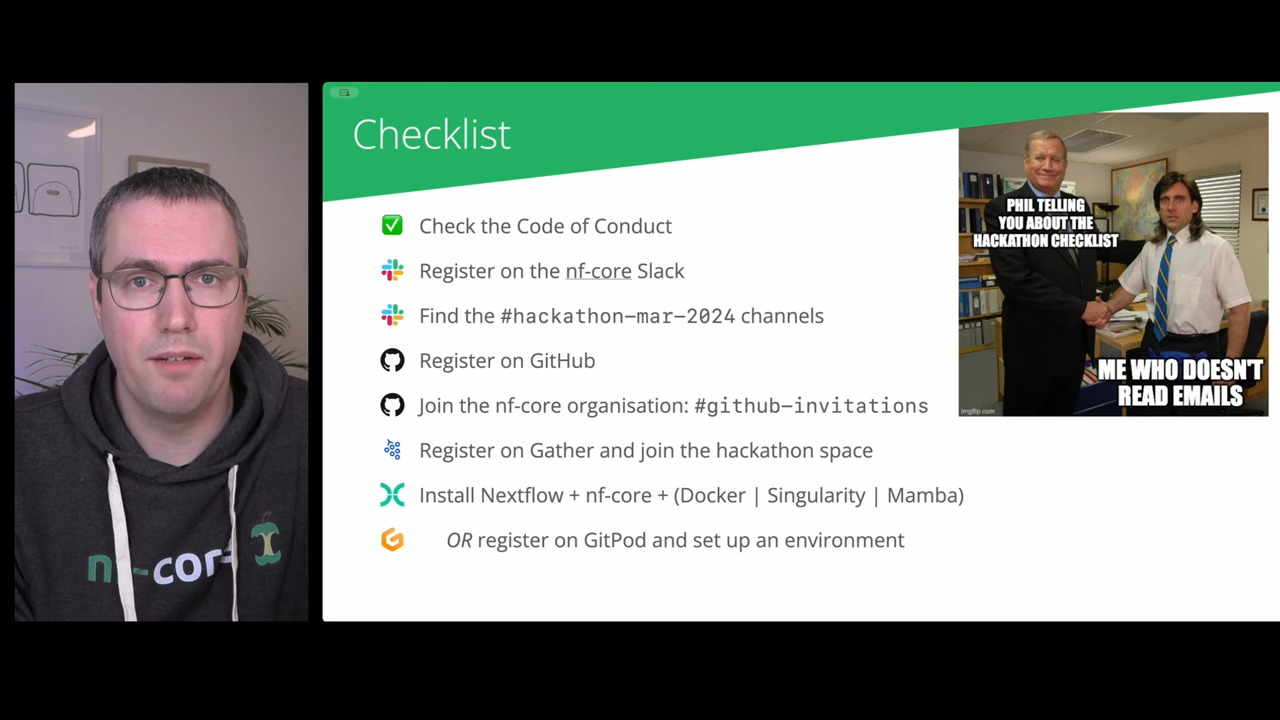 Checklist
Check the Code of Conduct
Register on the nf-core Slack
Find the #hackathon-mar-2024 channels
Register on GitHub
Join the nf-core organisation: #github-invitations
Register on Gather and join the hackathon space
Install Nextflow + nf-core + (Docker | Singularity | Mamba)
OR register on GitPod and set up an environment
PHIL TELLING
YOU ABOUT THE
HACKATHON CHECKLIST
ME WHO DOESN'T
READ EMAILS
imgflip.com
nf-core